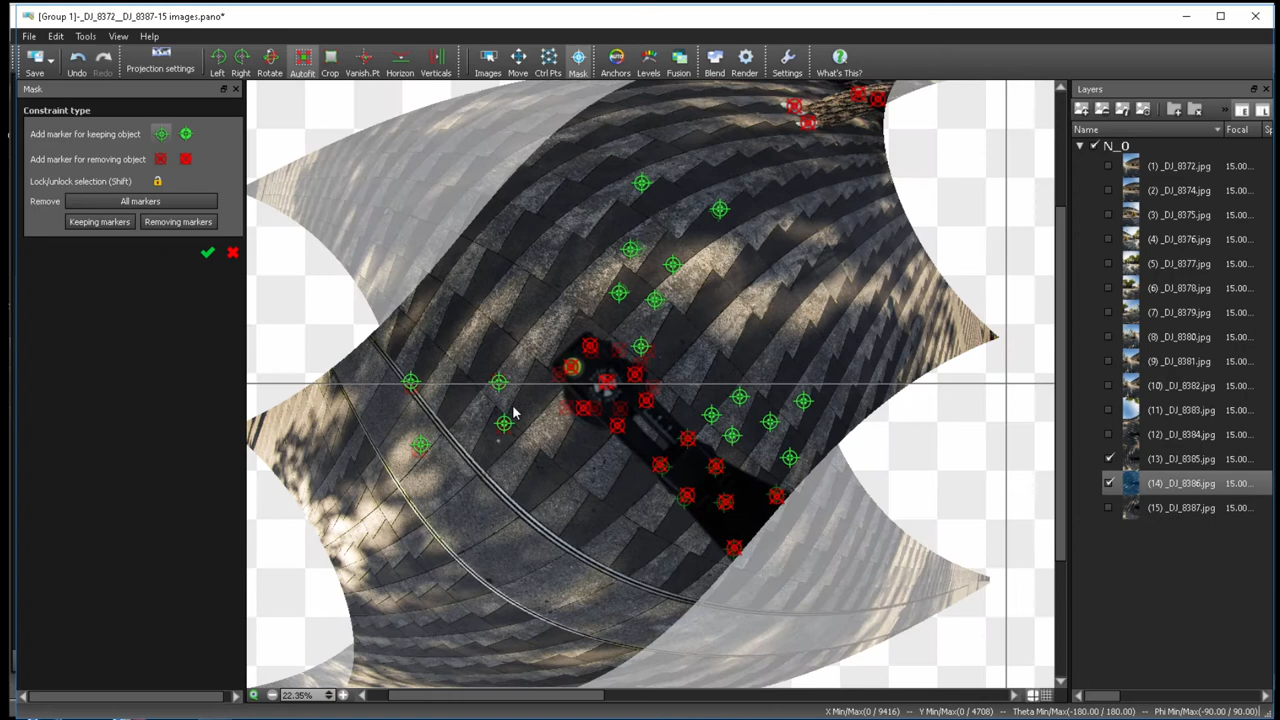 [Group 1]-_DJ_8372__DJ_8387-15 images.pano*
File Edit Tools View Help
Save Undo Redo Projection settings Left Right Rotate Autofit Crop Vanish.Pt Horizon Verticals Images Move Ctrl Pts Mask Anchors Levels Fusion Blend Render Settings What's This?
AUTO
Mask
Constraint type
Add marker for keeping object
Add marker for removing object
Lock/unlock selection (Shift)
Remove All markers
Keeping markers Removing markers
Layers
Name Focal
N_0
(1) _DJ_8372.jpg 15.00...
(2) _DJ_8374.jpg 15.00...
(3) _DJ_8375.jpg 15.00...
(4) _DJ_8376.jpg 15.00...
(5) _DJ_8377.jpg 15.00...
(6) _DJ_8378.jpg 15.00...
(7) _DJ_8379.jpg 15.00...
(8) _DJ_8380.jpg 15.00...
(9) _DJ_8381.jpg 15.00...
(10) _DJ_8382.jpg 15.00...
(11) _DJ_8383.jpg 15.00...
(12) _DJ_8384.jpg 15.00...
(13) _DJ_8385.jpg 15.00...
(14) _DJ_8386.jpg 15.00...
(15) _DJ_8387.jpg 15.00...
22.35%
X Min/Max(0 / 9416) -- Y Min/Max(0 / 4708) -- Theta Min/Max(-180.00 / 180.00) -- Phi Min/Max(-90.00 / 90.00)